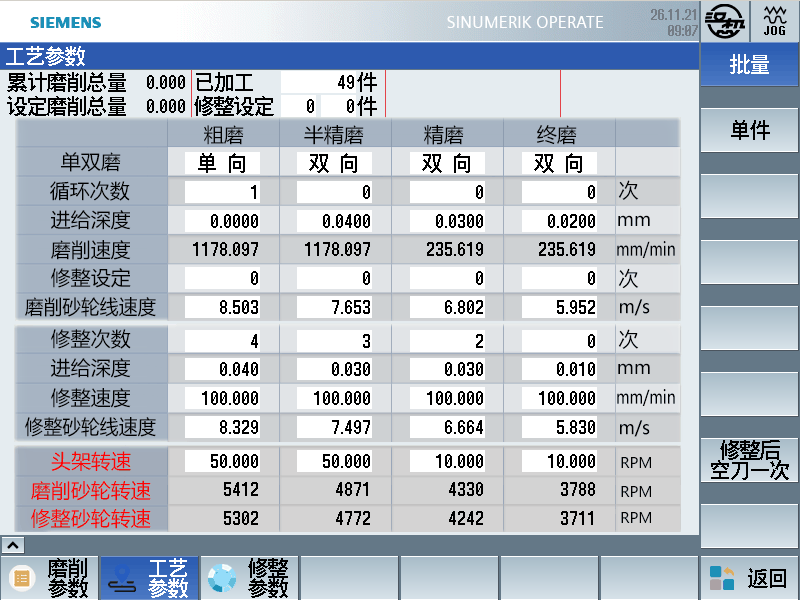 SIEMENS
SINUMERIK OPERATE
26.11.21
09:07
JOG
工艺参数
累计磨削总量 0.000 已加工 49件
设定磨削总量 0.000 修整设定 0 0件
粗磨 半精磨 精磨 终磨
单双磨 单 向 双 向 双 向 双 向
循环次数 1 0 0 0 次
进给深度 0.0000 0.0400 0.0300 0.0200 mm
磨削速度 1178.097 1178.097 235.619 235.619 mm/min
修整设定 0 0 0 0 次
磨削砂轮线速度 8.503 7.653 6.802 5.952 m/s
修整次数 4 3 2 0 次
进给深度 0.040 0.030 0.030 0.010 mm
修整速度 100.000 100.000 100.000 100.000 mm/min
修整砂轮线速度 8.329 7.497 6.664 5.830 m/s
头架转速 50.000 50.000 10.000 10.000 RPM
磨削砂轮转速 5412 4871 4330 3788 RPM
修整砂轮转速 5302 4772 4242 3711 RPM
批量
单件
修整后
空刀一次
磨削
参数
工艺
参数
修整
参数
返回